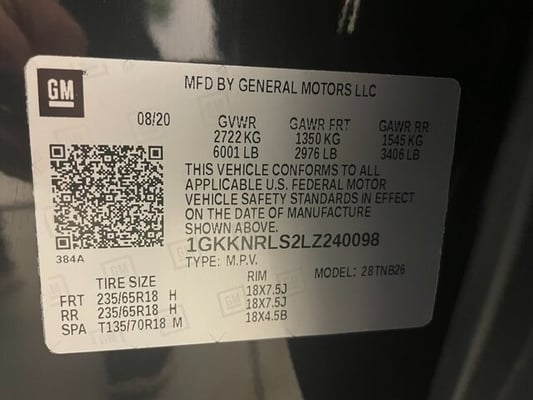 GM
MFD BY GENERAL MOTORS LLC
08/20 GVWR GAWR FRT GAWR RR
2722 KG 1350 KG 1545 KG
6001 LB 2976 LB 3406 LB
THIS VEHICLE CONFORMS TO ALL
APPLICABLE U.S. FEDERAL MOTOR
VEHICLE SAFETY STANDARDS IN EFFECT
ON THE DATE OF MANUFACTURE
SHOWN ABOVE.
384A
1GKKNRLS2LZ240098
TYPE: M.P.V. MODEL: 28TNB26
TIRE SIZE RIM
FRT 235/65R18 H 18X7.5J
RR 235/65R18 H 18X7.5J
SPA T135/70R18 M 18X4.5B